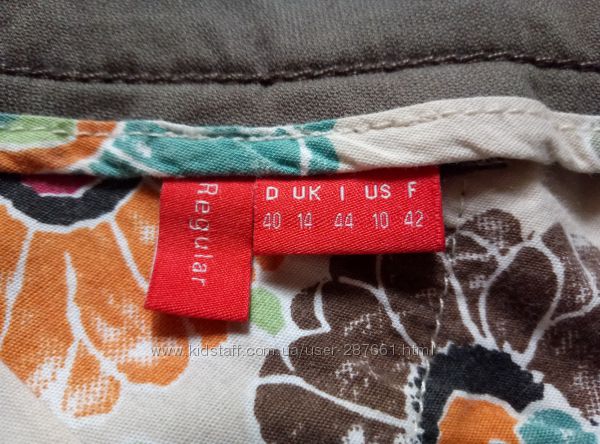 Regular
D UK I US F
40 14 44 10 42
www.kidstaff.com.ua/user-287661.html